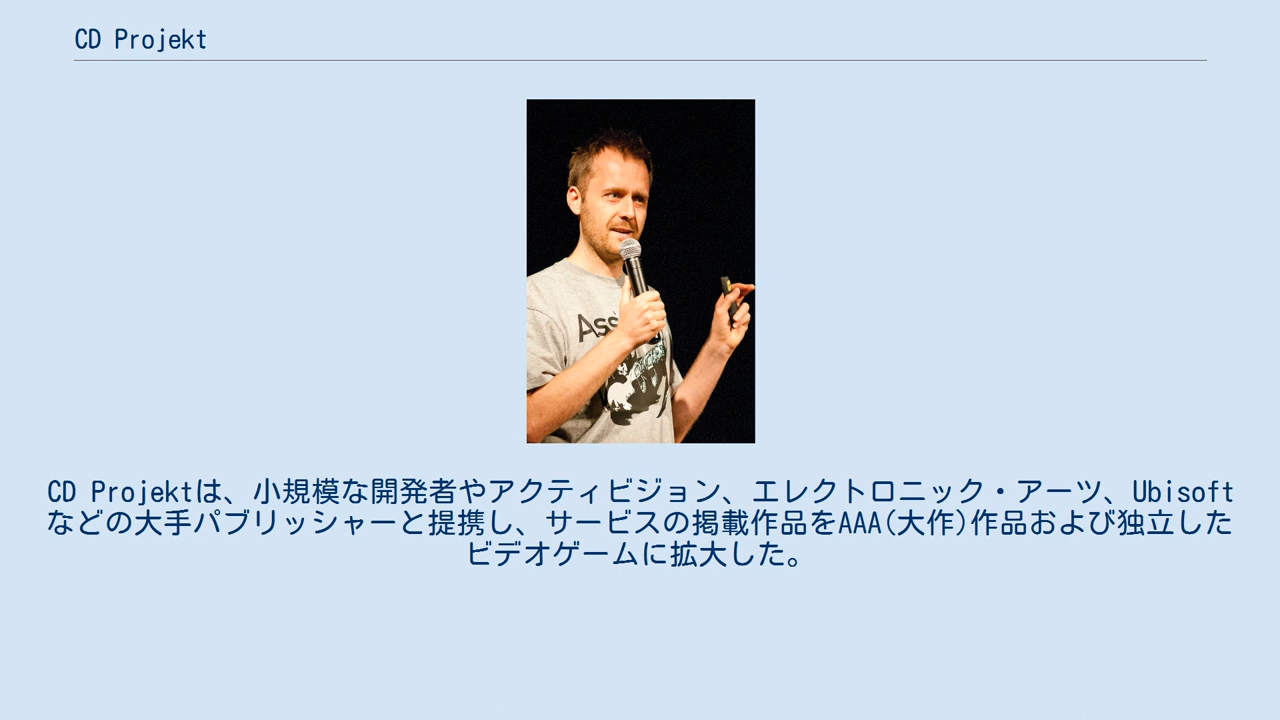 CD Projekt
Ass
CD Projektは、小規模な開発者やアクティビジョン、エレクトロニック・アーツ、Ubisoft
などの大手パブリッシャーと提携し、サービスの掲載作品をAAA(大作)作品および独立した
ビデオゲームに拡大した。